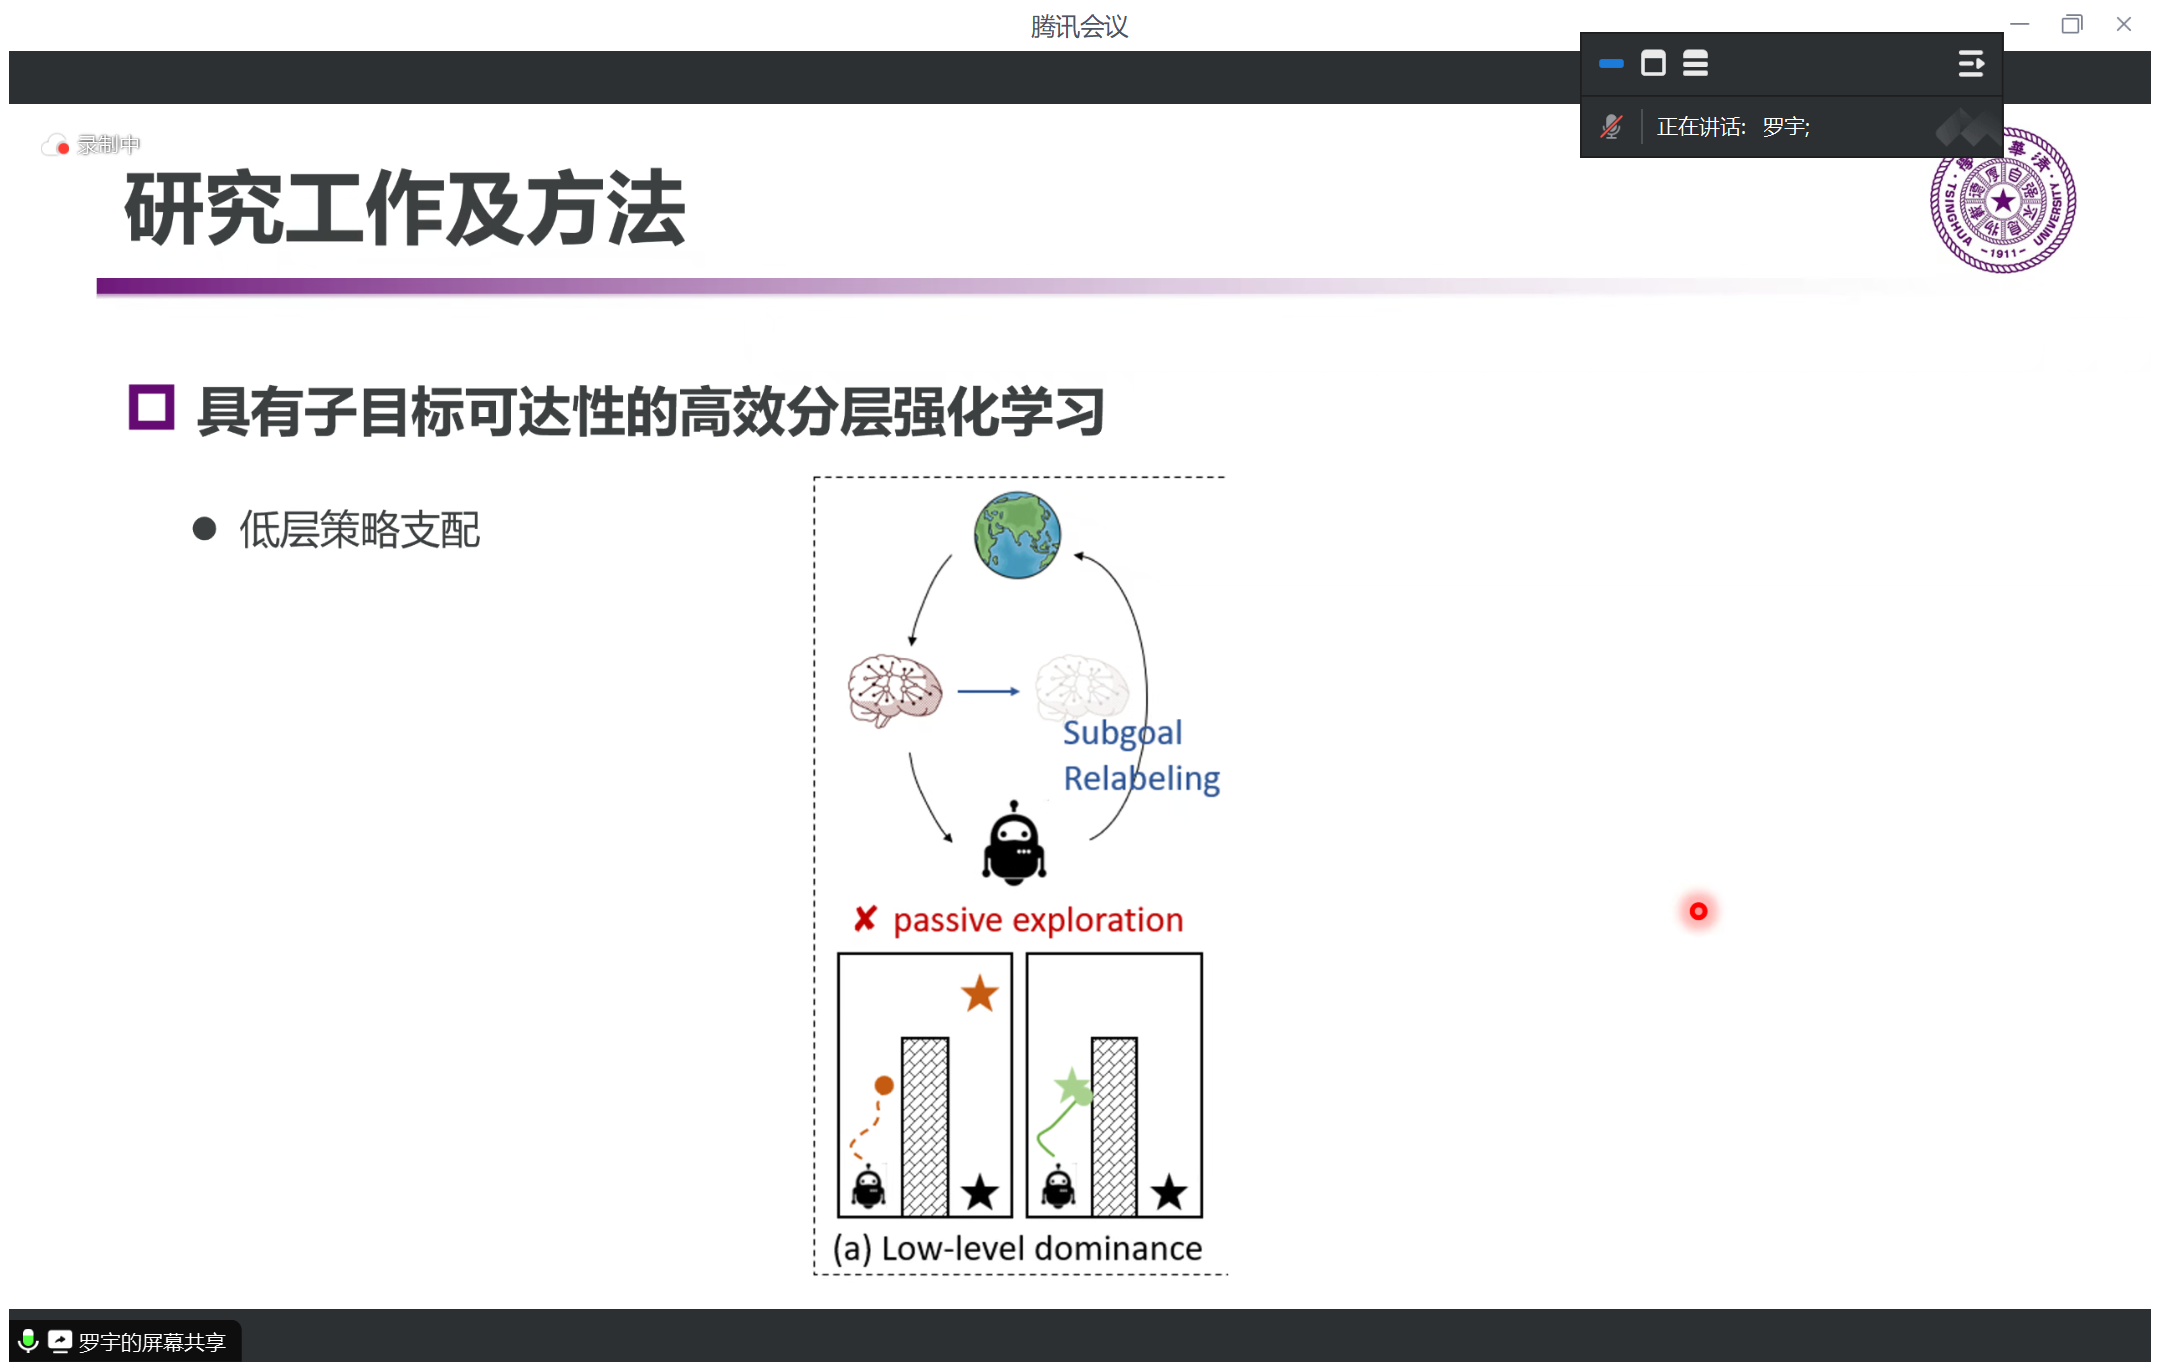 腾讯会议
正在讲话: 罗宇;
录制中
研究工作及方法
TSINGHUA UNIVERSITY
1911
具有子目标可达性的高效分层强化学习
低层策略支配
Subgoal
Relabeling
✘ passive exploration
(a) Low-level dominance
罗宇的屏幕共享